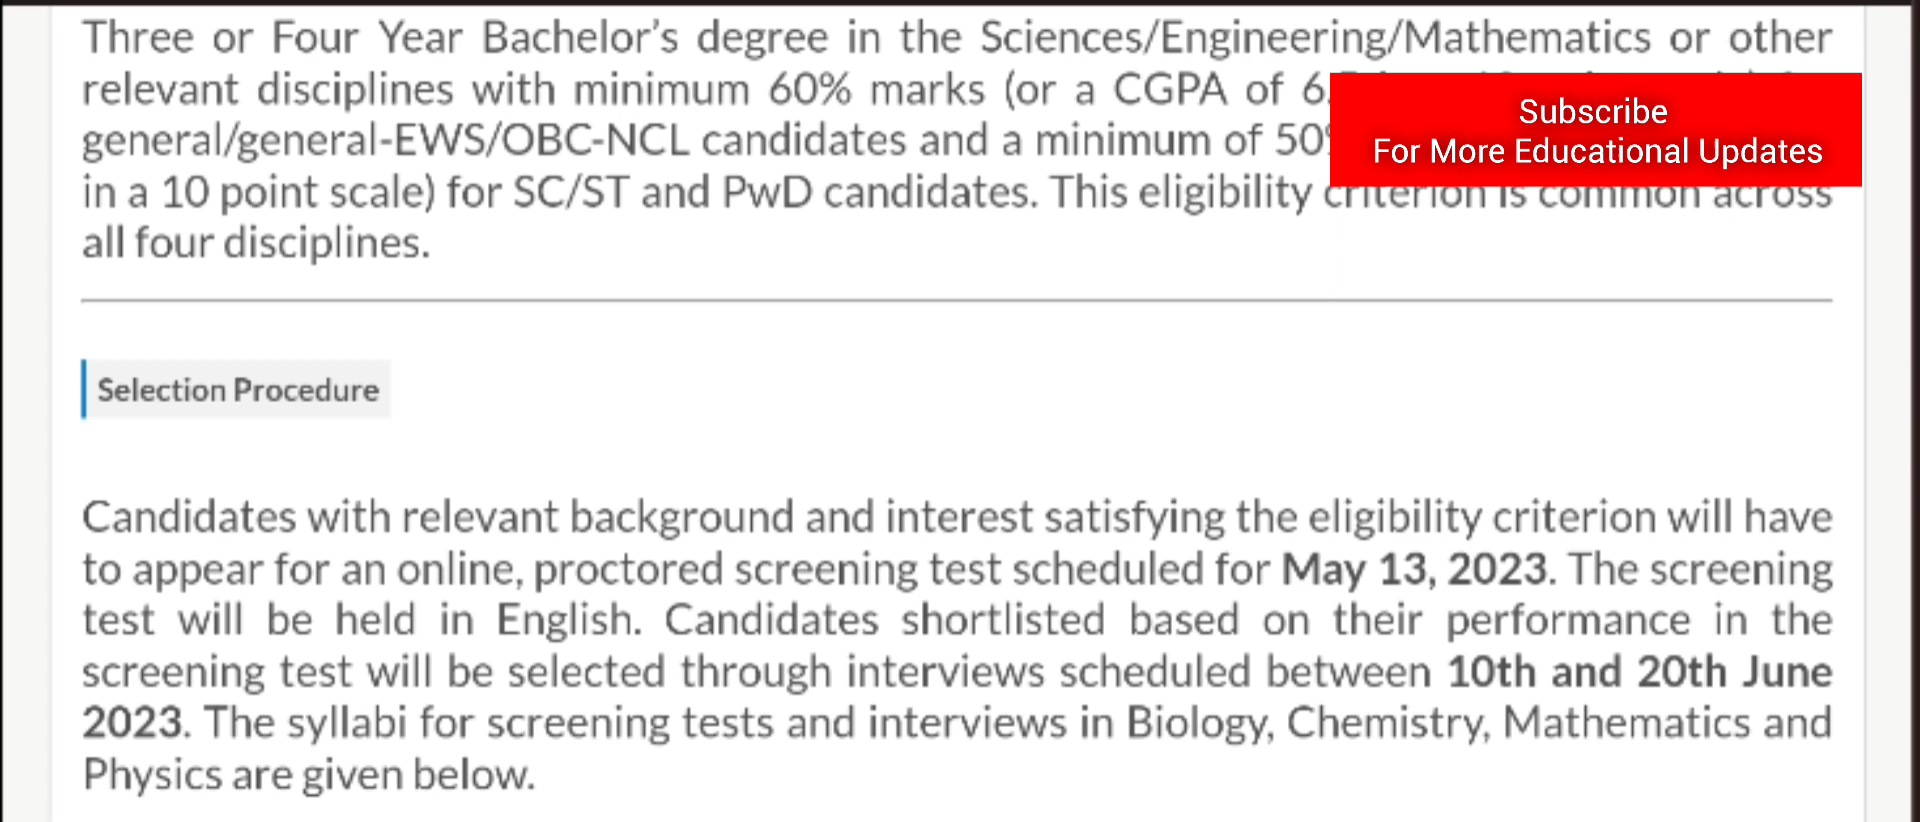 Three or Four Year Bachelor's degree in the Sciences/Engineering/Mathematics or other
relevant disciplines with minimum 60% marks (or a CGPA of
general/general-EWS/OBC-NCL candidates and a minimum of
in a 10 point scale) for SC/ST and PwD candidates. This eligibility criterion is common across
all four disciplines.
Subscribe
For More Educational Updates
Selection Procedure
Candidates with relevant background and interest satisfying the eligibility criterion will have
to appear for an online, proctored screening test scheduled for May 13, 2023. The screening
test will be held in English. Candidates shortlisted based on their performance in the
screening test will be selected through interviews scheduled between 10th and 20th June
2023. The syllabi for screening tests and interviews in Biology, Chemistry, Mathematics and
Physics are given below.